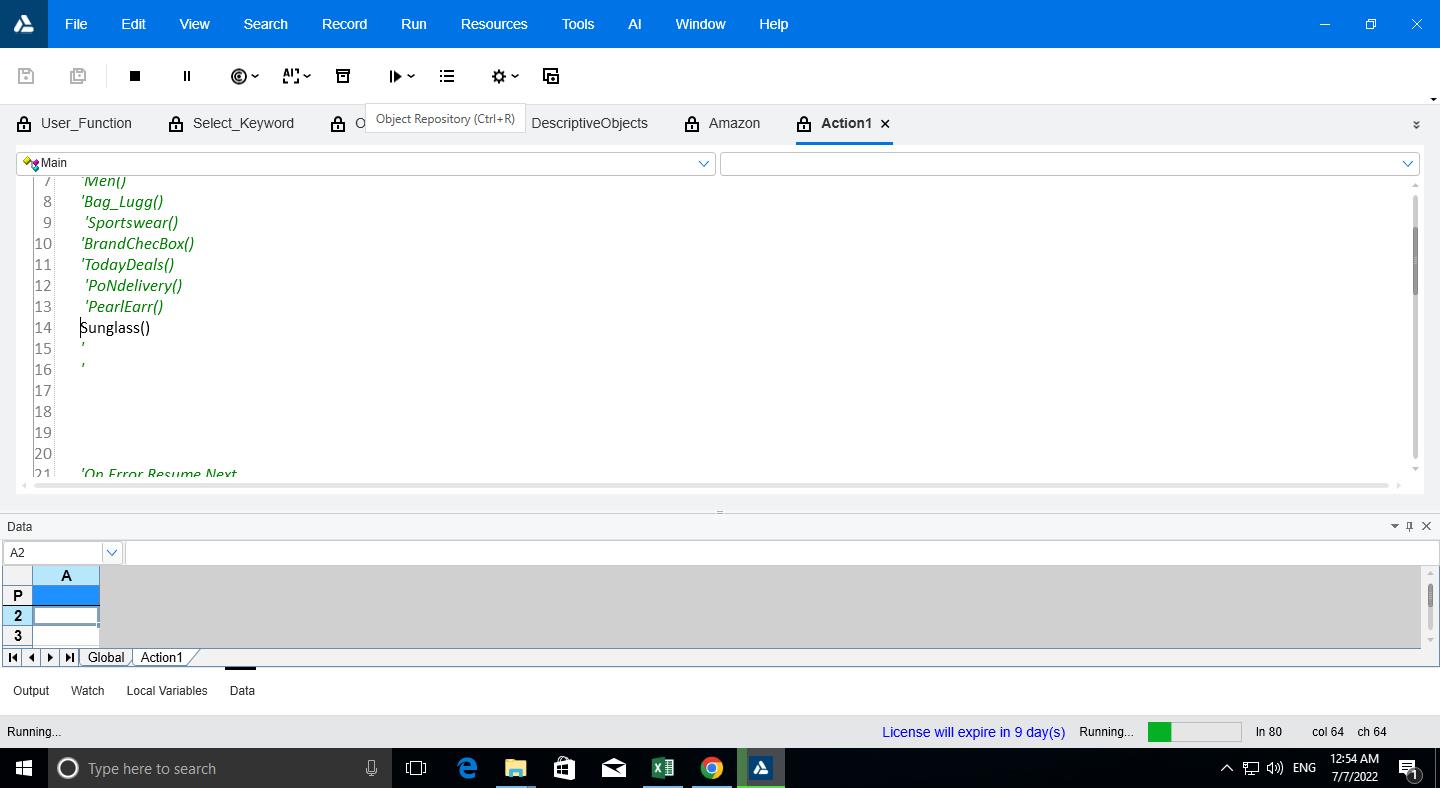 File Edit View Search Record Run Resources Tools AI Window Help
AI
Object Repository (Ctrl+R)
User_Function Select_Keyword O DescriptiveObjects Amazon Action1
Main
7 'Men()
8 'Bag_Lugg()
9 'Sportswear()
10 'BrandChecBox()
11 'TodayDeals()
12 'PoNdelivery()
13 'PearlEarr()
14 Sunglass()
15 '
16 '
17
18
19
20
21 'On Error Resume Next
Data
A2
A
P
2
3
Global Action1
Output Watch Local Variables Data
Running... License will expire in 9 day(s) Running... ln 80 col 64 ch 64
Type here to search ENG 12:54 AM
7/7/2022 1